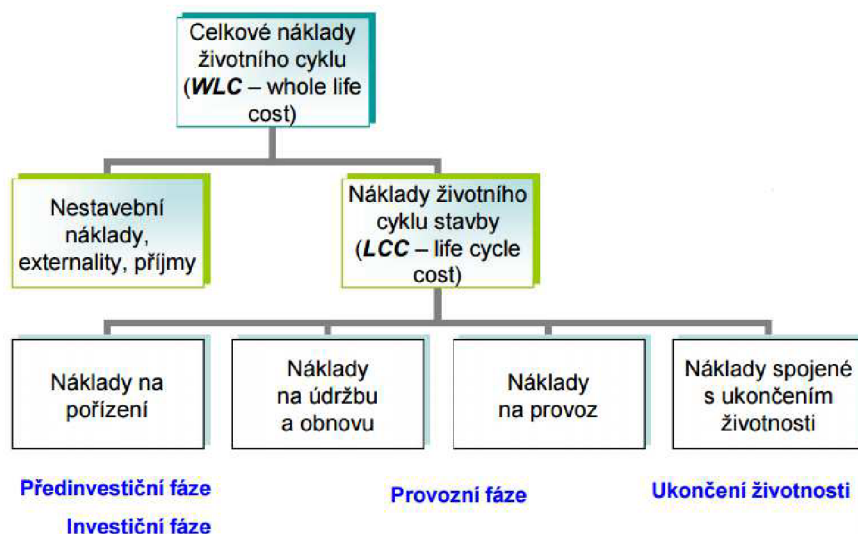 Celkové náklady
životního cyklu
(WLC – whole life
cost)
Nestavební
náklady,
externality, příjmy
Náklady životního
cyklu stavby
(LCC – life cycle
cost)
Náklady na
pořízení
Náklady
na údržbu
a obnovu
Náklady
na provoz
Náklady spojené
s ukončením
životnosti
Předinvestiční fáze
Investiční fáze
Provozní fáze
Ukončení životnosti